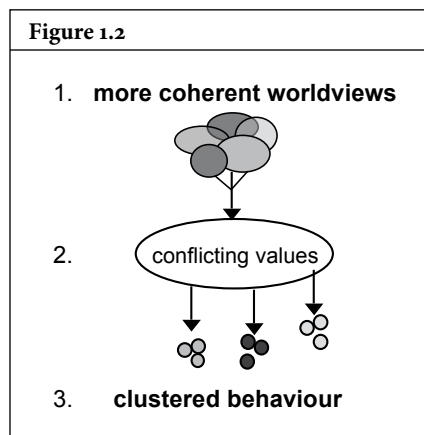 Figure 1.2
1. more coherent worldviews
2. conflicting values
3. clustered behaviour